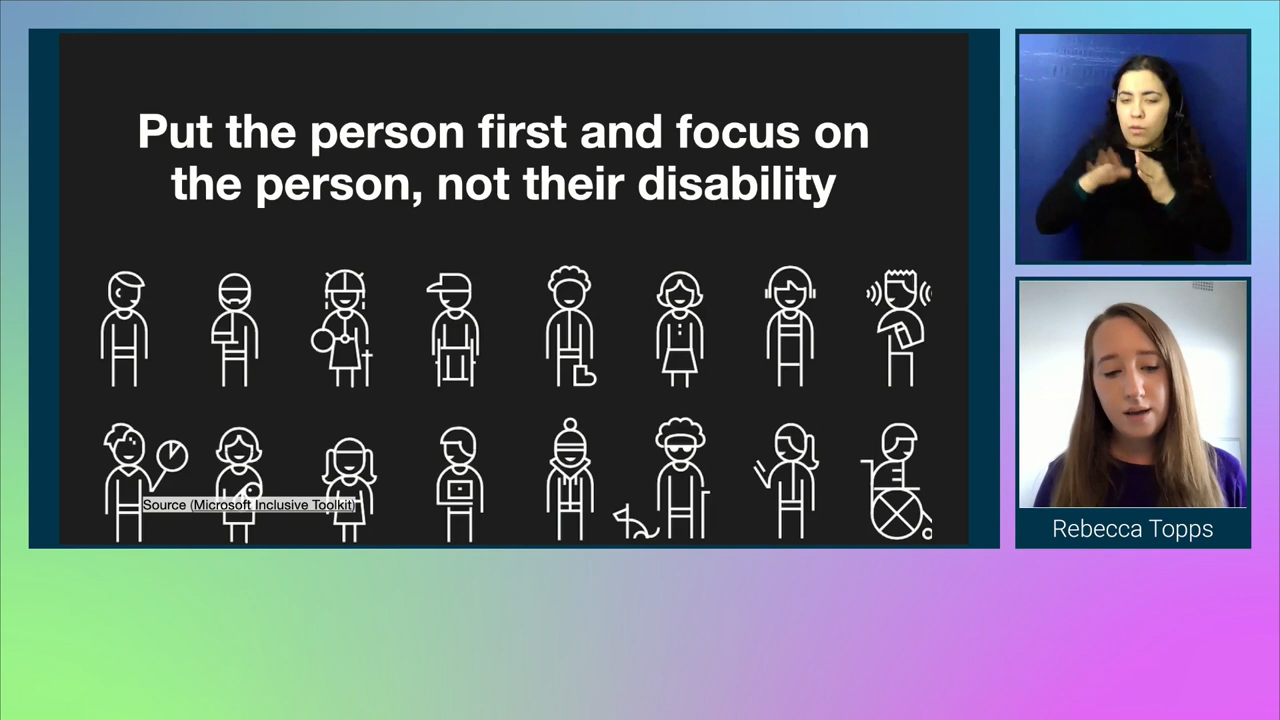 Put the person first and focus on
the person, not their disability
Source (Microsoft Inclusive Toolkit)
Rebecca Topps